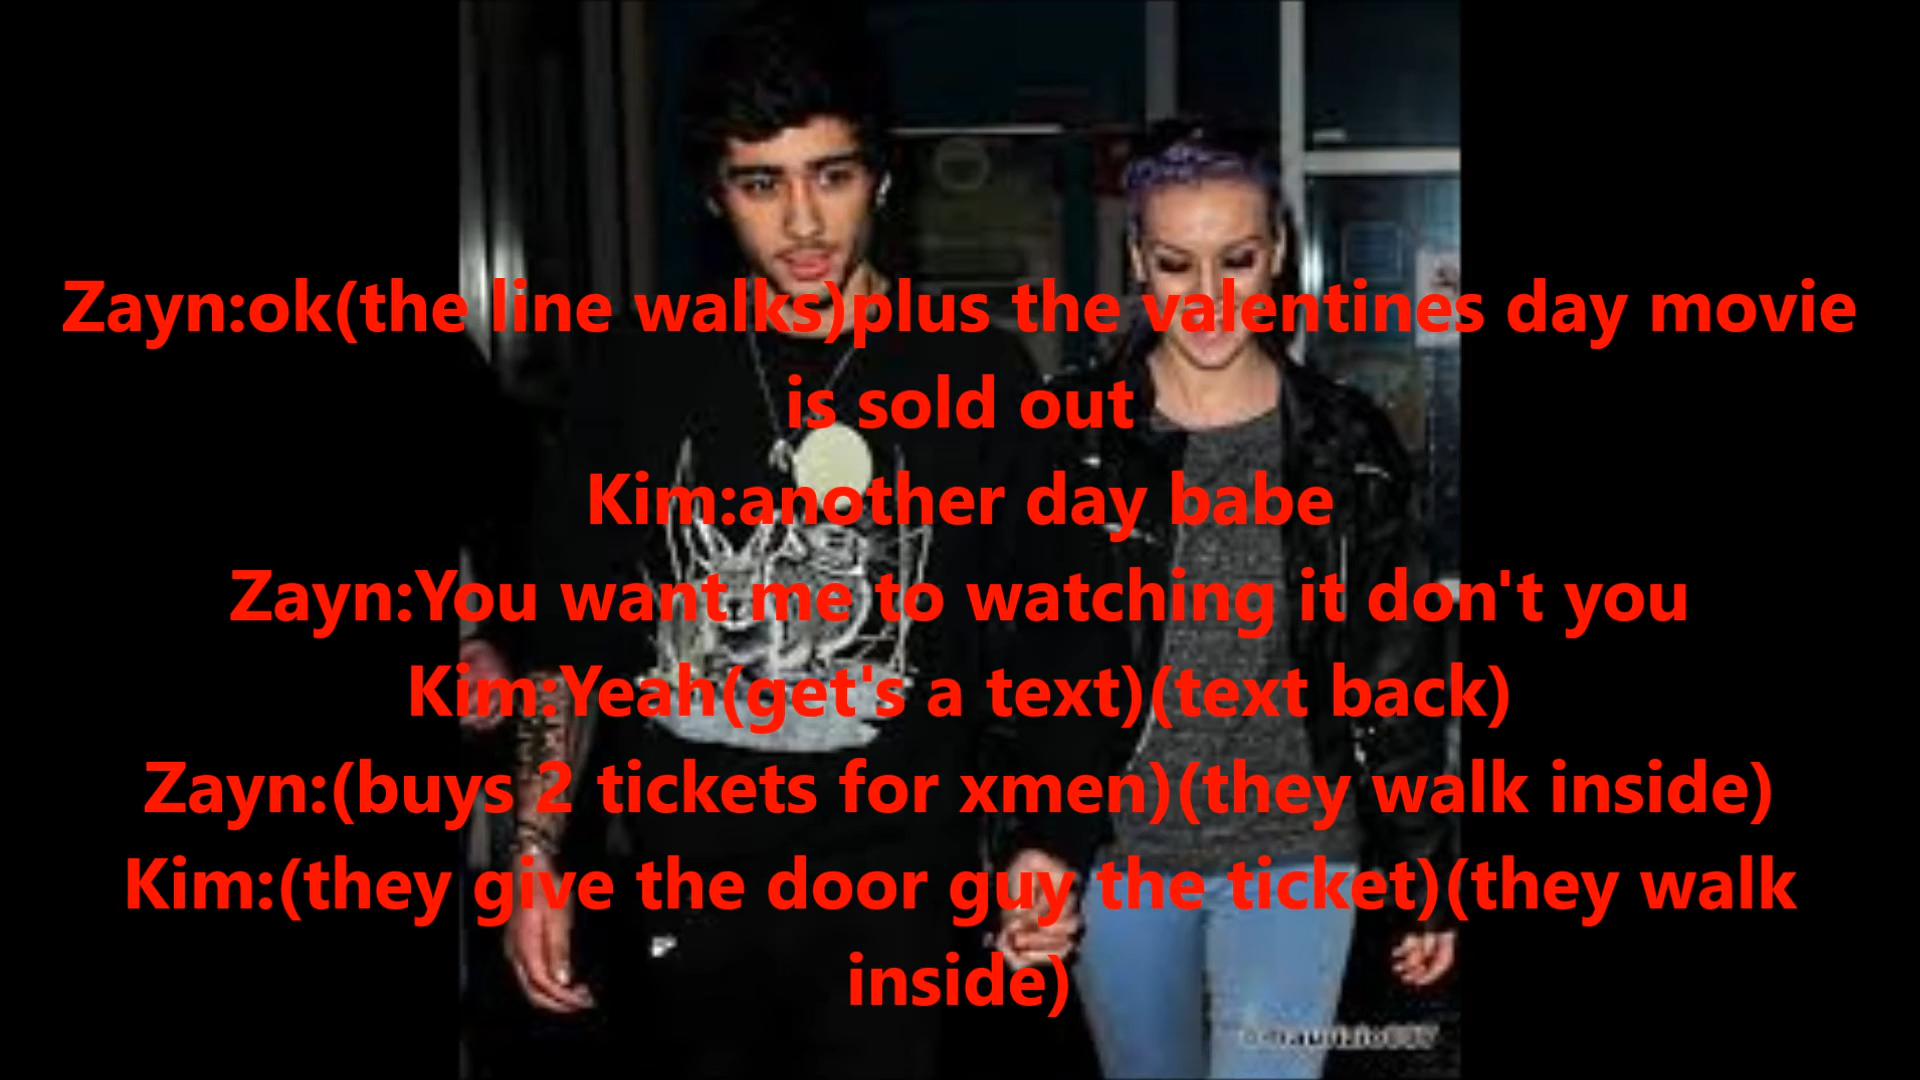 Zayn:ok(the line walks)plus the valentines day movie
is sold out
Kim:another day babe
Zayn:You want me to watching it don't you
Kim:Yeah(get's a text)(text back)
Zayn:(buys 2 tickets for xmen)(they walk inside)
Kim:(they give the door guy the ticket)(they walk
inside)